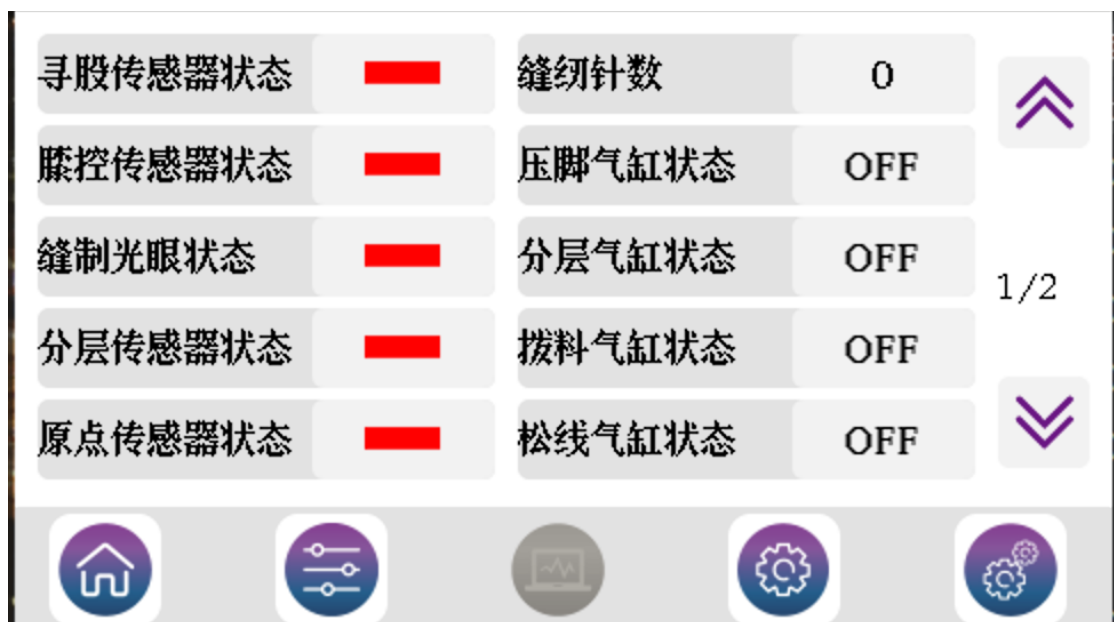 寻股传感器状态
缝纫针数 0
膝控传感器状态
压脚气缸状态 OFF
缝制光眼状态
分层气缸状态 OFF
1/2
分层传感器状态
拨料气缸状态 OFF
原点传感器状态
松线气缸状态 OFF